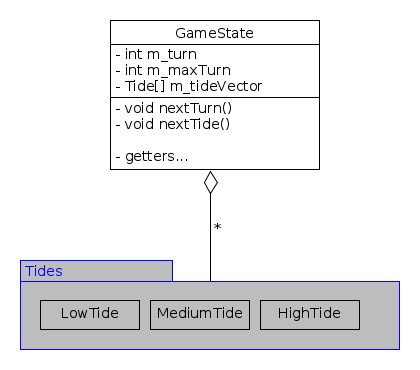 GameState
- int m_turn
- int m_maxTurn
- Tide[] m_tideVector
- void nextTurn()
- void nextTide()
- getters...
*
Tides
LowTide
MediumTide
HighTide